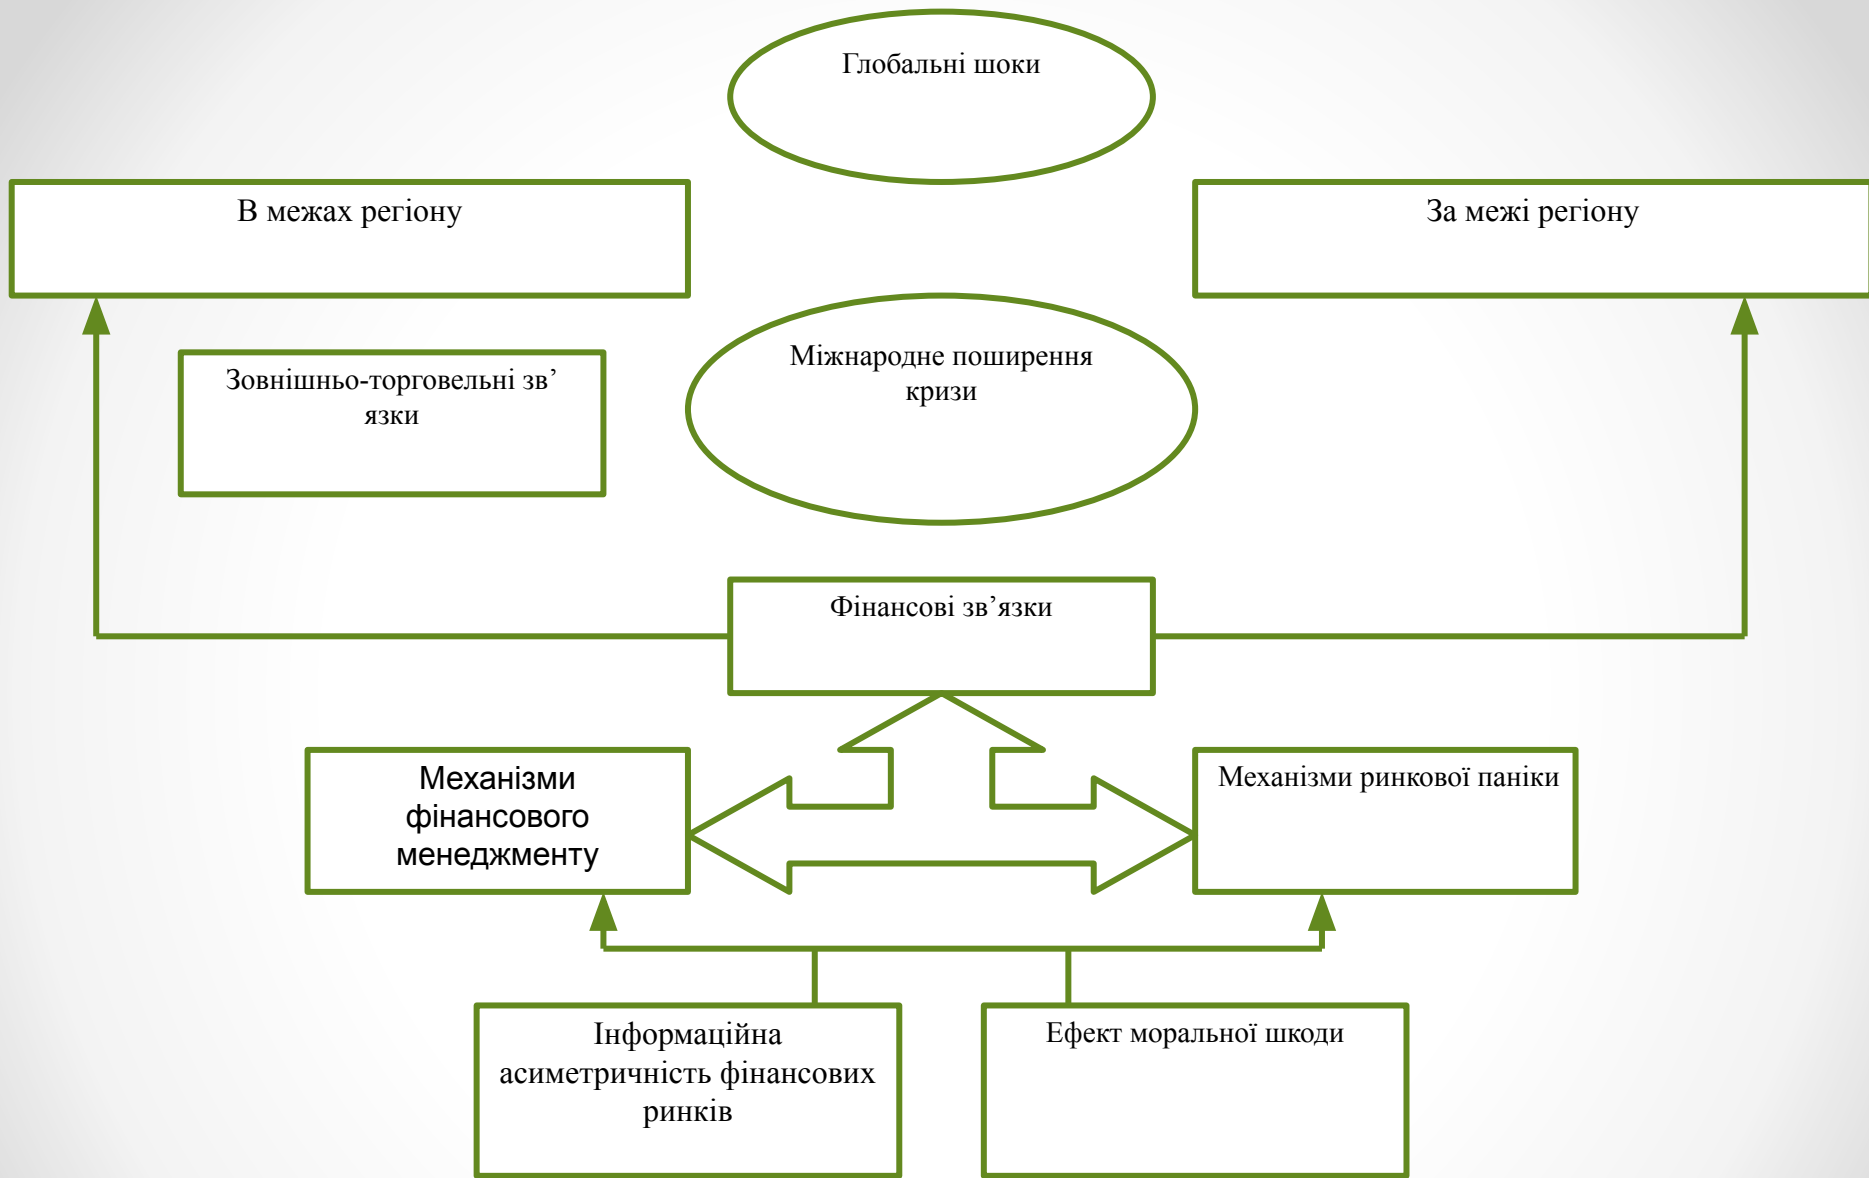 Глобальні шоки
В межах регіону
За межі регіону
Міжнародне поширення
кризи
Зовнішньо-торговельні зв’
язки
Фінансові зв’язки
Механізми
фінансового
менеджменту
Механізми ринкової паніки
Інформаційна
асиметричність фінансових
ринків
Ефект моральної шкоди